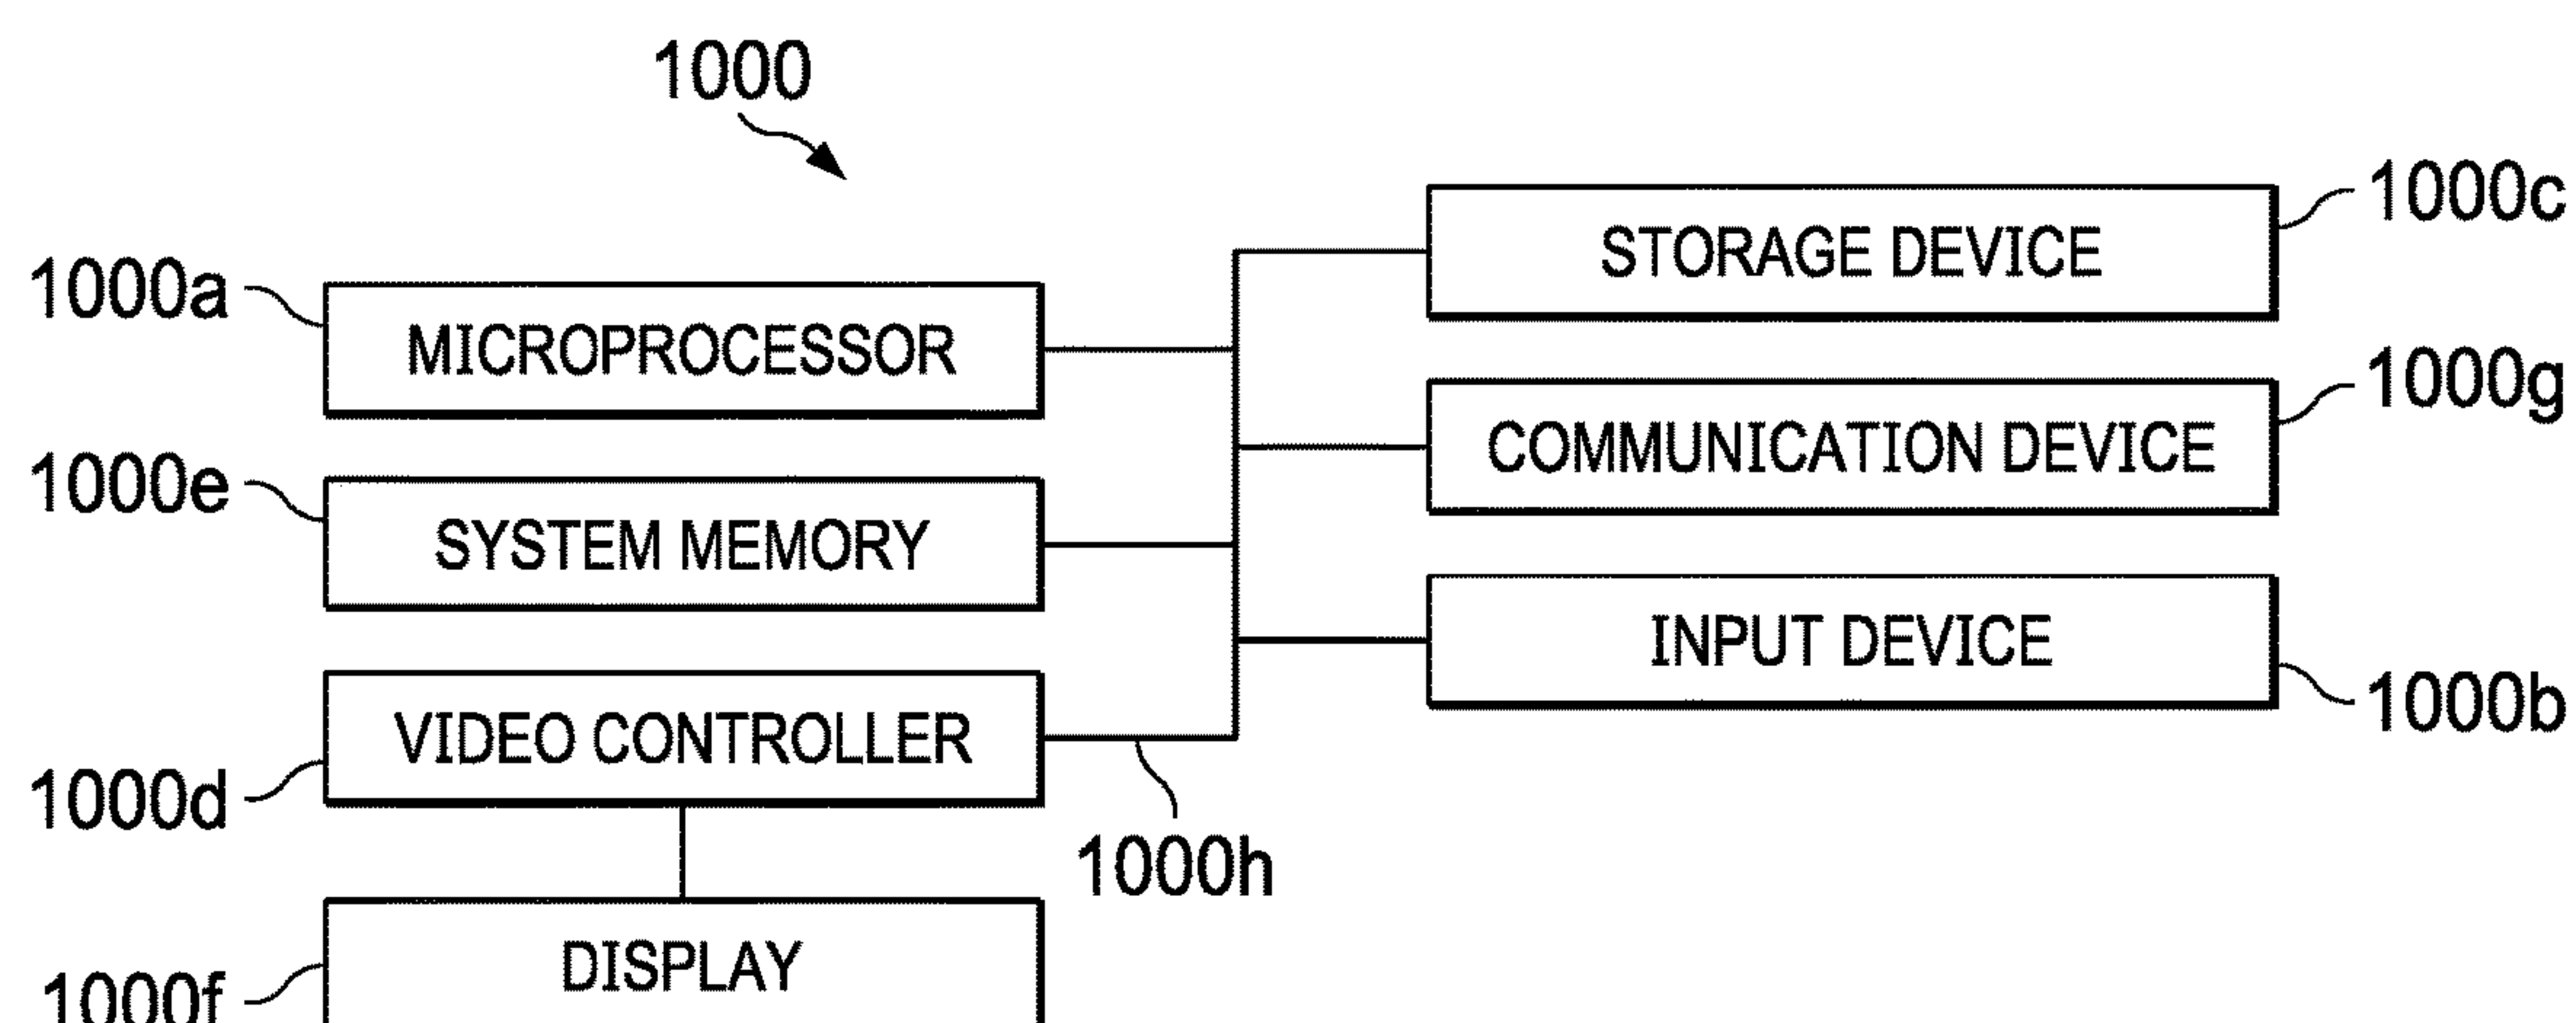 1000
1000a
MICROPROCESSOR
1000e
SYSTEM MEMORY
VIDEO CONTROLLER
1000d
1000h
DISPLAY
1000f
STORAGE DEVICE
1000c
COMMUNICATION DEVICE
1000g
INPUT DEVICE
1000b